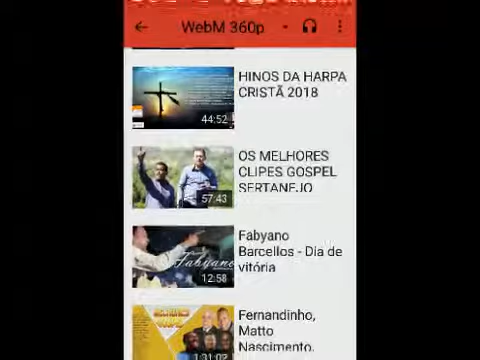 WebM 360p
HINOS DA HARPA
CRISTÃ 2018
44:52
OS MELHORES
CLIPES GOSPEL
SERTANEJO
57:43
Fabyano
Barcellos - Dia de
vitória
Fabyano
12:58
Fernandinho,
Matto
Nascimento,
1:31:02